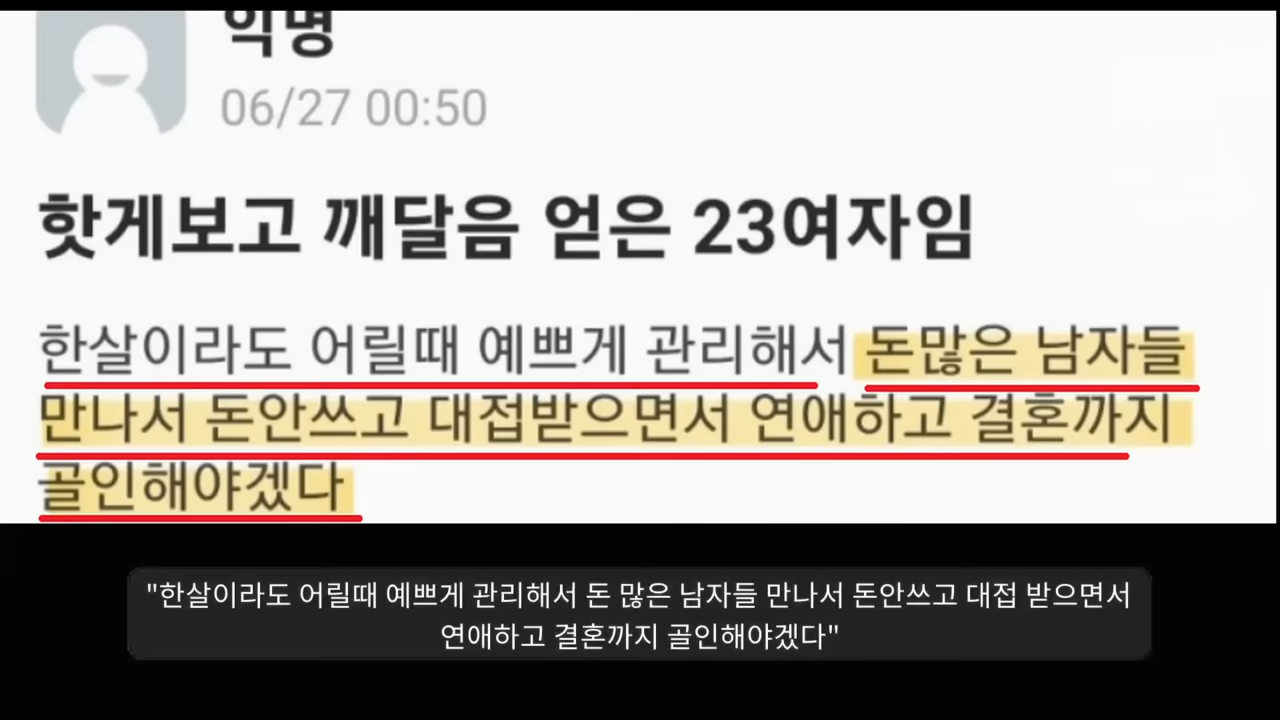 익명
06/27 00:50
핫게보고 깨달음 얻은 23여자임
한살이라도 어릴때 예쁘게 관리해서 돈많은 남자들
만나서 돈안쓰고 대접받으면서 연애하고 결혼까지
골인해야겠다
"한살이라도 어릴때 예쁘게 관리해서 돈 많은 남자들 만나서 돈안쓰고 대접 받으면서
연애하고 결혼까지 골인해야겠다"